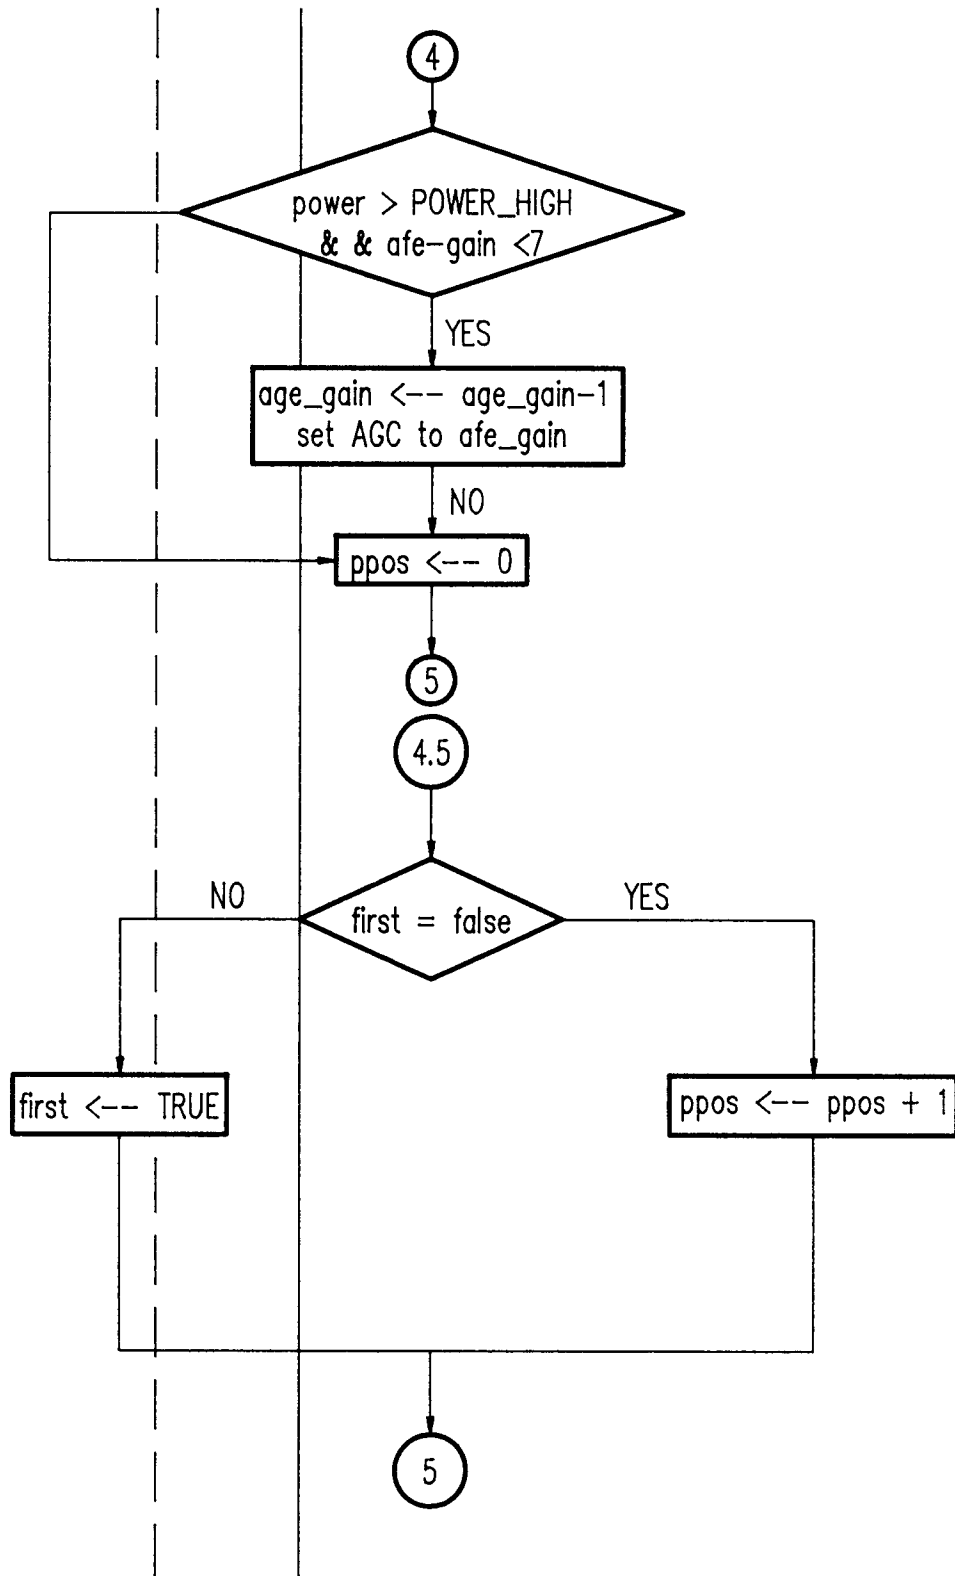 4
power > POWER_HIGH
& & afe-gain <7
YES
age_gain <-- age_gain-1
set AGC to afe_gain
NO
ppos <-- 0
5
4.5
NO
YES
first = false
first <-- TRUE
ppos <-- ppos + 1
5